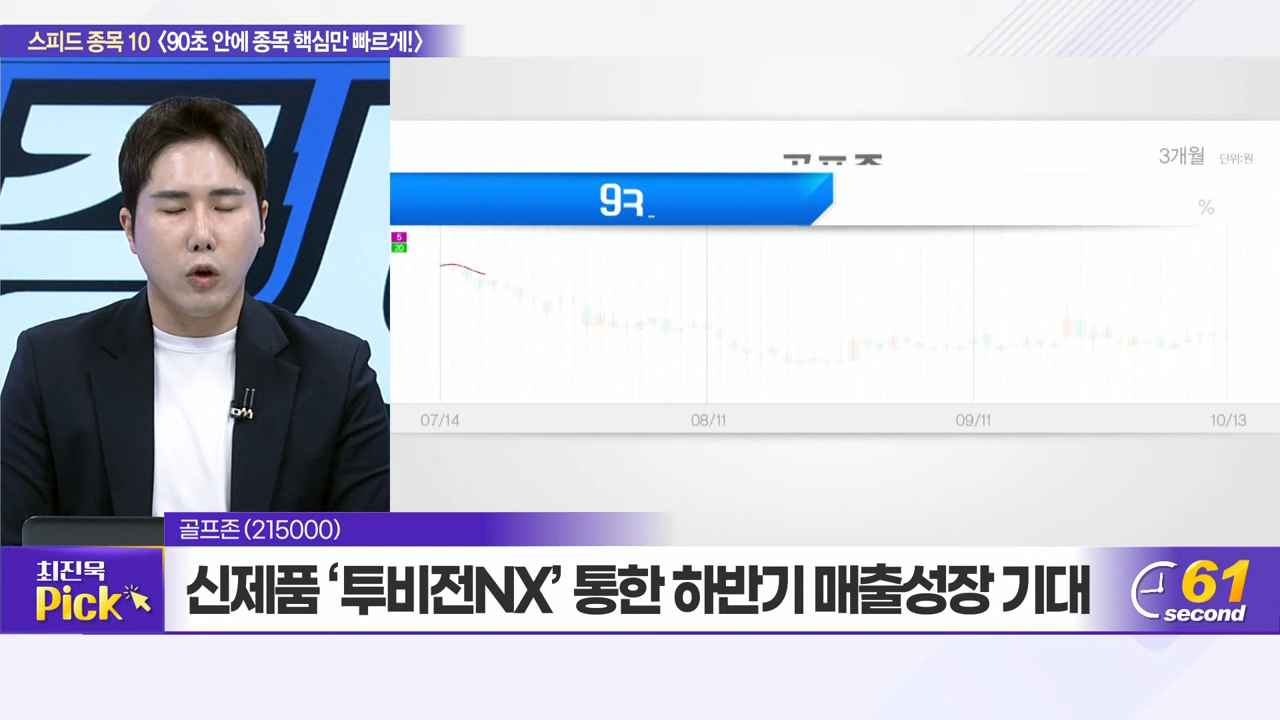 스피드 종목 10 〈90초 안에 종목 핵심만 빠르게!〉
3개월 단위:원
%
5
20
07/14 08/11 09/11 10/13
골프존(215000)
최진욱
Pick
신제품 ‘투비전NX’ 통한 하반기 매출성장 기대
61
second